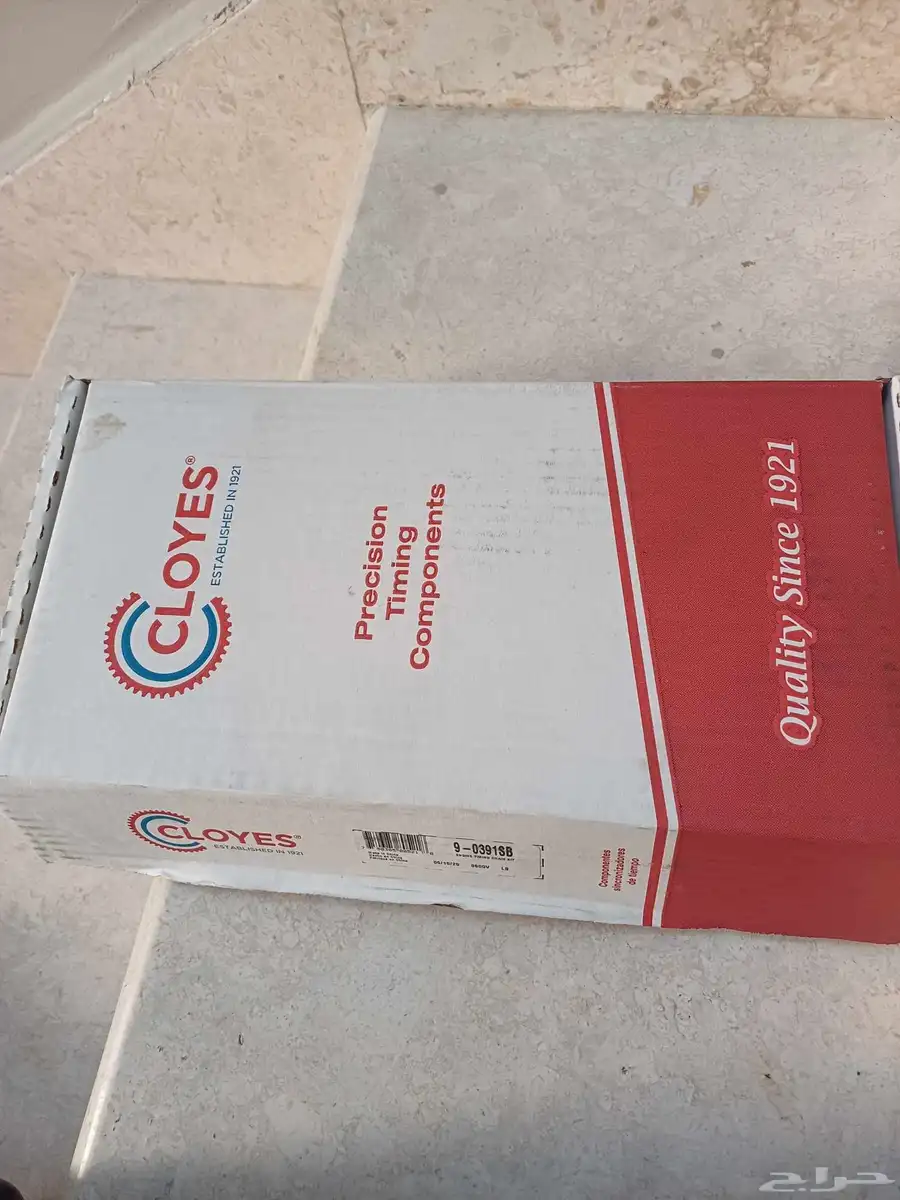 CLOYES®
ESTABLISHED IN 1921
Precision
Timing
Components
Quality Since 1921
CLOYES®
ESTABLISHED IN 1921
9-0391SB
Componentes
sincronizadores
de tiempo
حراج